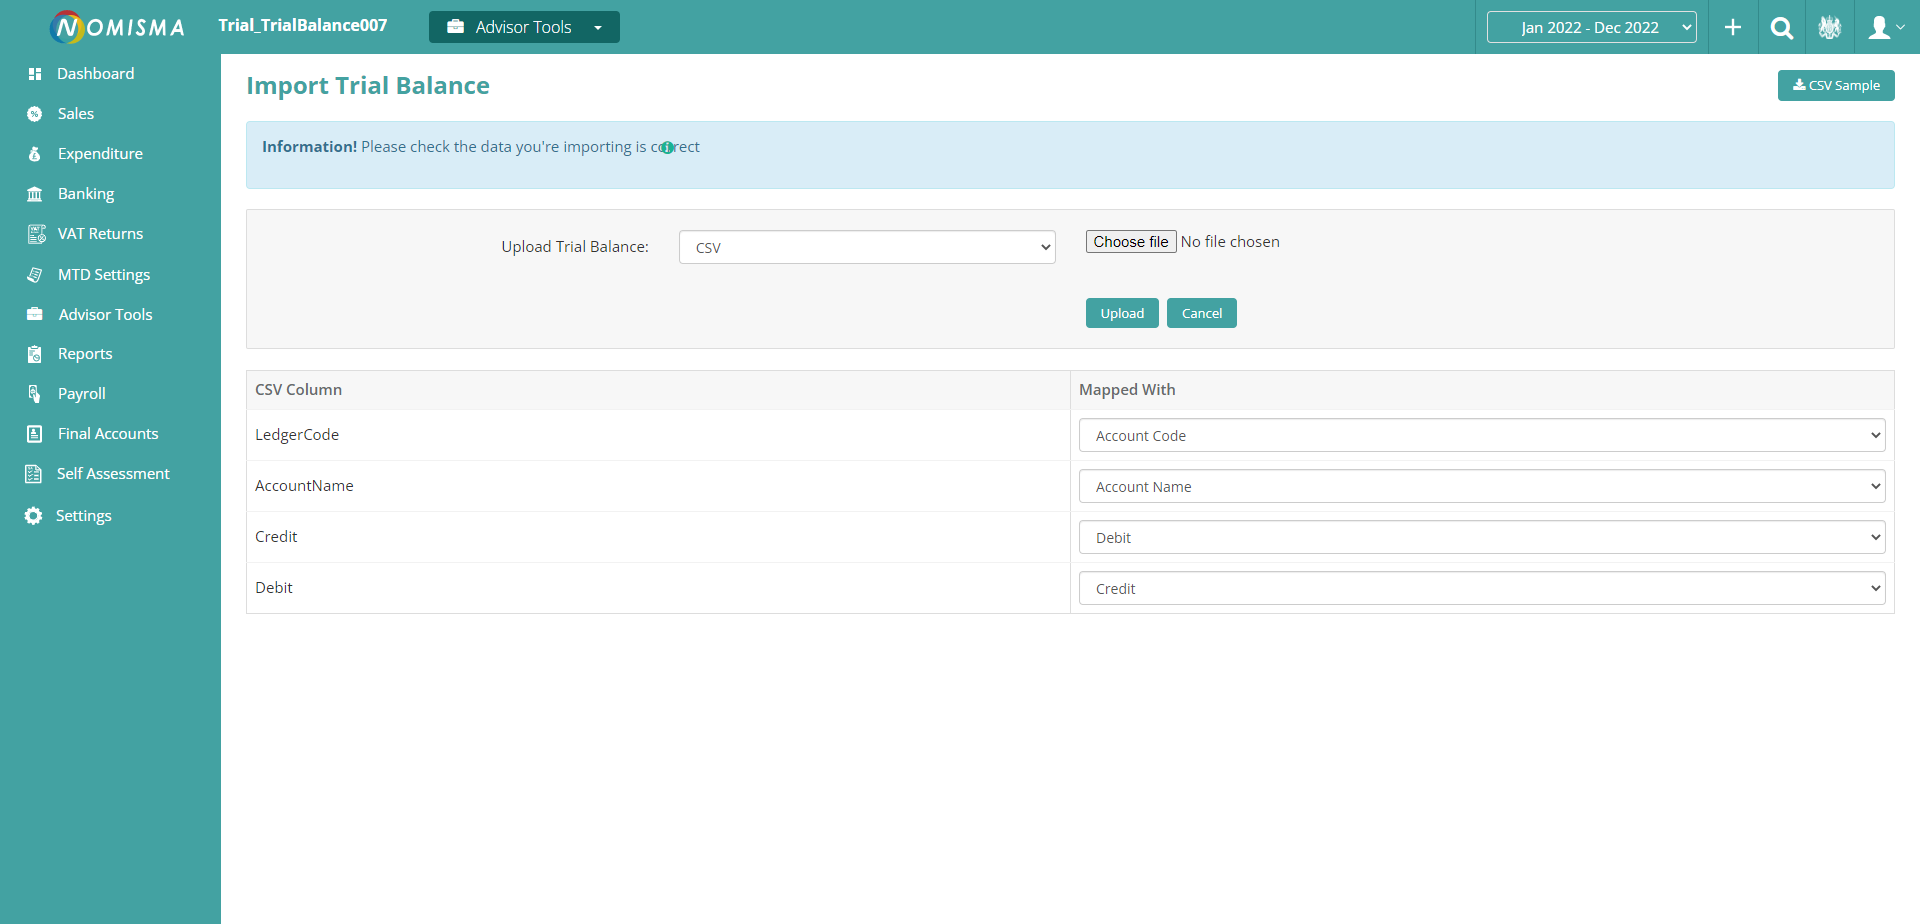 NOMISMA
Trial_TrialBalance007
Advisor Tools
Jan 2022 - Dec 2022
Dashboard
Sales
Expenditure
Banking
VAT Returns
MTD Settings
Advisor Tools
Reports
Payroll
Final Accounts
Self Assessment
Settings
Import Trial Balance
CSV Sample
Information! Please check the data you're importing is correct
Upload Trial Balance:
CSV
Choose file No file chosen
Upload
Cancel
CSV Column
Mapped With
LedgerCode
Account Code
AccountName
Account Name
Credit
Debit
Debit
Credit